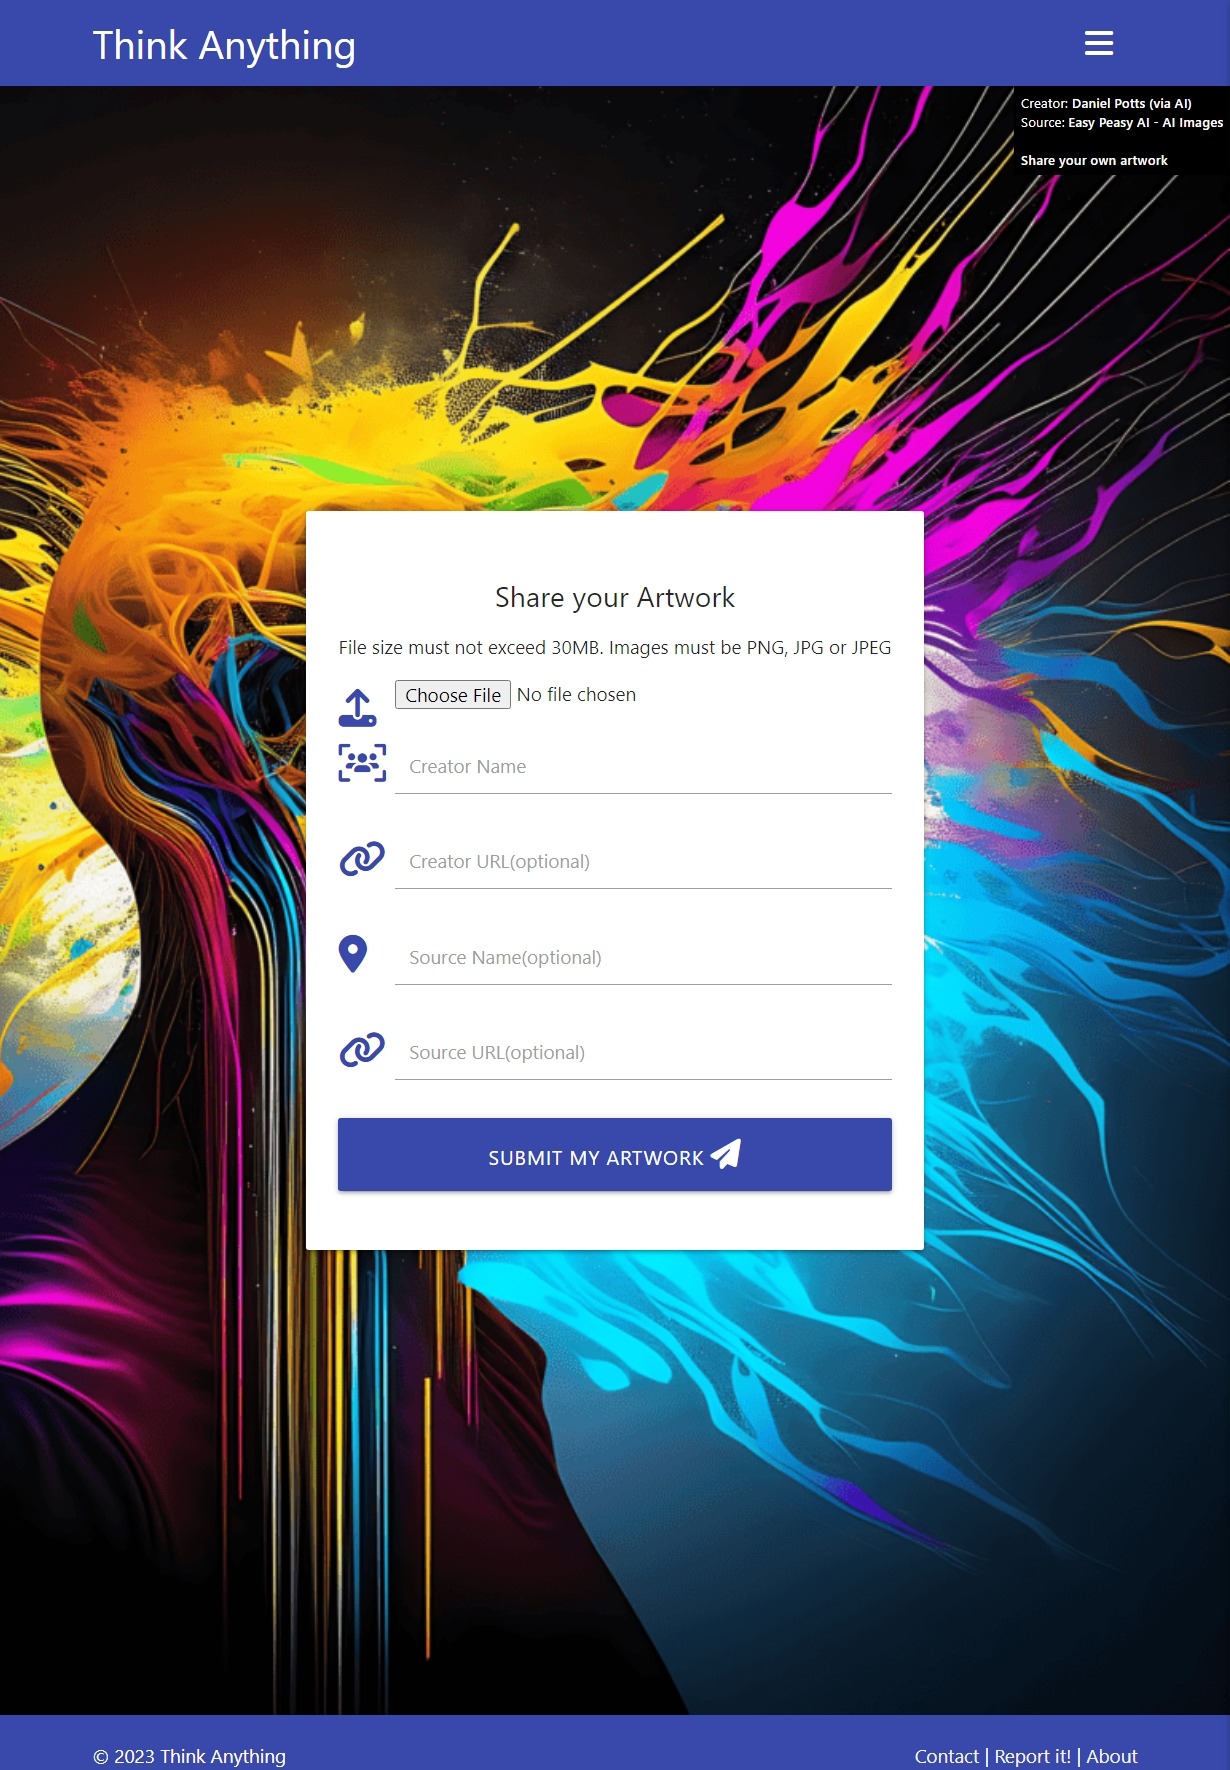 Think Anything
Creator: Daniel Potts (via AI)
Source: Easy Peasy AI - AI Images
Share your own artwork
Share your Artwork
File size must not exceed 30MB. Images must be PNG, JPG or JPEG
Choose File No file chosen
Creator Name
Creator URL(optional)
Source Name(optional)
Source URL(optional)
SUBMIT MY ARTWORK
© 2023 Think Anything
Contact | Report it! | About